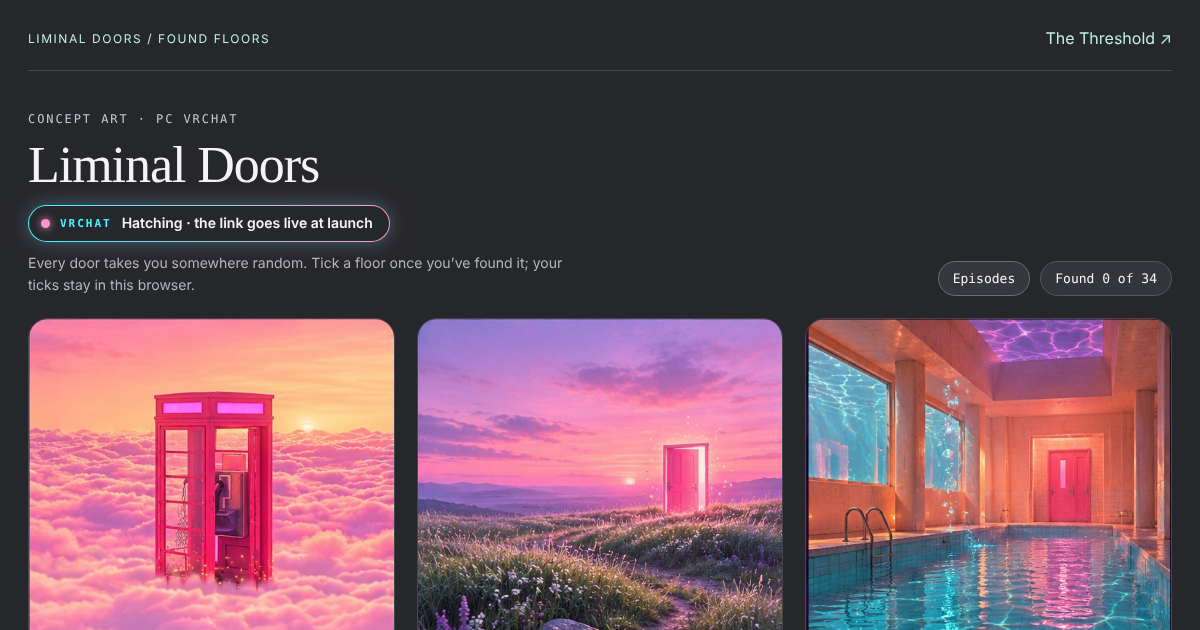 LIMINAL DOORS / FOUND FLOORS
The Threshold ↗
CONCEPT ART · PC VRCHAT
Liminal Doors
VRCHAT Hatching · the link goes live at launch
Every door takes you somewhere random. Tick a floor once you’ve found it; your
ticks stay in this browser.
Episodes
Found 0 of 34